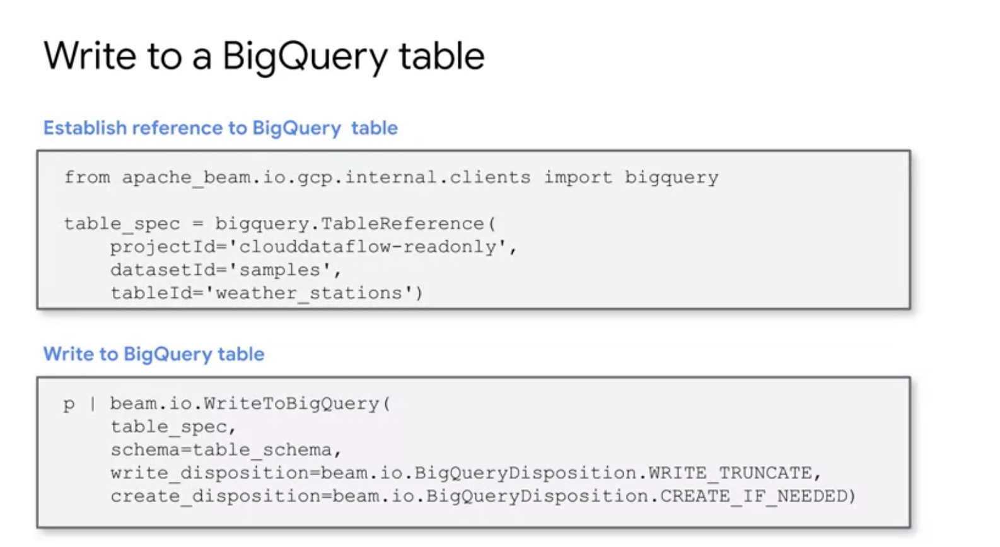 Write to a BigQuery table
Establish reference to BigQuery table
from apache_beam.io.gcp.internal.clients import bigquery
table_spec = bigquery.TableReference(
    projectId='clouddataflow-readonly',
    datasetId='samples',
    tableId='weather_stations')
Write to BigQuery table
p | beam.io.WriteToBigQuery(
    table_spec,
    schema=table_schema,
    write_disposition=beam.io.BigQueryDisposition.WRITE_TRUNCATE,
    create_disposition=beam.io.BigQueryDisposition.CREATE_IF_NEEDED)